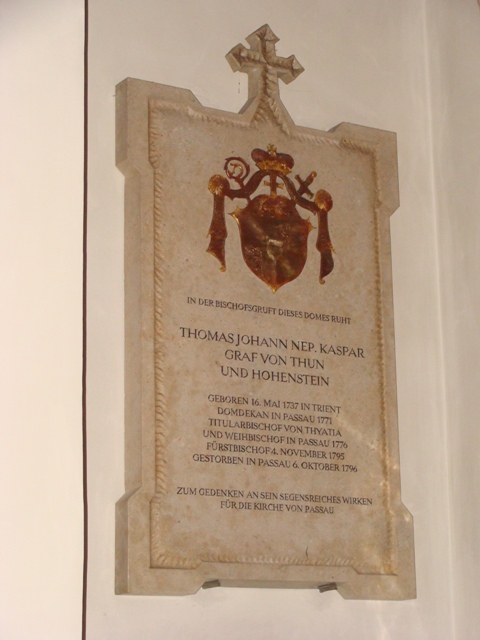 IN DER BISCHOFSGRUFT DIESES DOMES RUHT
THOMAS JOHANN NEP. KASPAR
GRAF VON THUN
UND HOHENSTEIN
GEBOREN 16. MAI 1737 IN TRIENT
DOMDEKAN IN PASSAU 1771
TITULARBISCHOF VON THYATIA
UND WEIHBISCHOF IN PASSAU 1776
FÜRSTBISCHOF 4. NOVEMBER 1795
GESTORBEN IN PASSAU 6. OKTOBER 1796
ZUM GEDENKEN AN SEIN SEGENSREICHES WIRKEN
FÜR DIE KIRCHE VON PASSAU